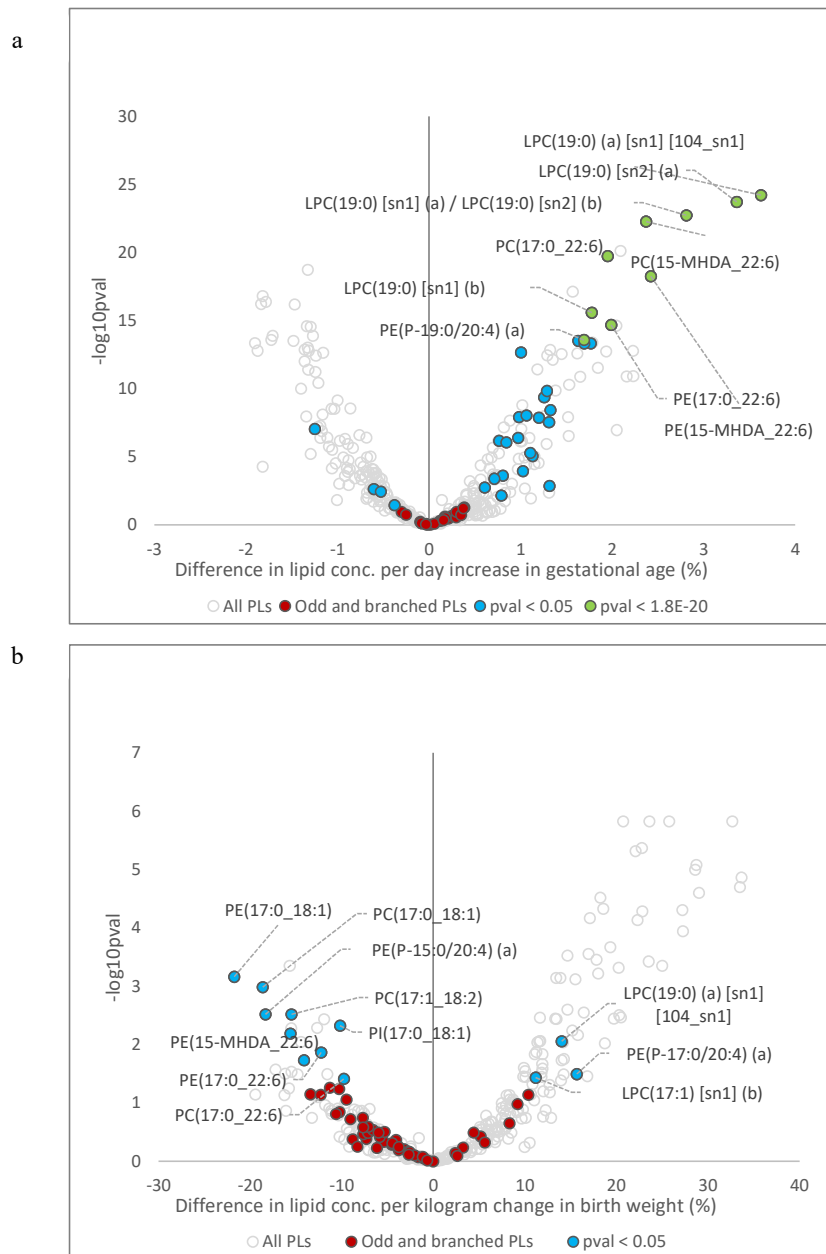 a
30
25
20
15
10
5
0
-log10pval
LPC(19:0) (a) [sn1] [104_sn1]
LPC(19:0) [sn2] (a)
LPC(19:0) [sn1] (a) / LPC(19:0) [sn2] (b)
PC(17:0_22:6)
PC(15-MHDA_22:6)
LPC(19:0) [sn1] (b)
PE(P-19:0/20:4) (a)
PE(17:0_22:6)
PE(15-MHDA_22:6)
-3 -2 -1 0 1 2 3 4
Difference in lipid conc. per day increase in gestational age (%)
All PLs Odd and branched PLs pval < 0.05 pval < 1.8E-20
b
7
6
5
4
3
2
1
0
-log10pval
PE(17:0_18:1)
PC(17:0_18:1)
PE(P-15:0/20:4) (a)
PC(17:1_18:2)
PI(17:0_18:1)
PE(15-MHDA_22:6)
PE(17:0_22:6)
PC(17:0_22:6)
LPC(19:0) (a) [sn1]
[104_sn1]
PE(P-17:0/20:4) (a)
LPC(17:1) [sn1] (b)
-30 -20 -10 0 10 20 30 40
Difference in lipid conc. per kilogram change in birth weight (%)
All PLs Odd and branched PLs pval < 0.05